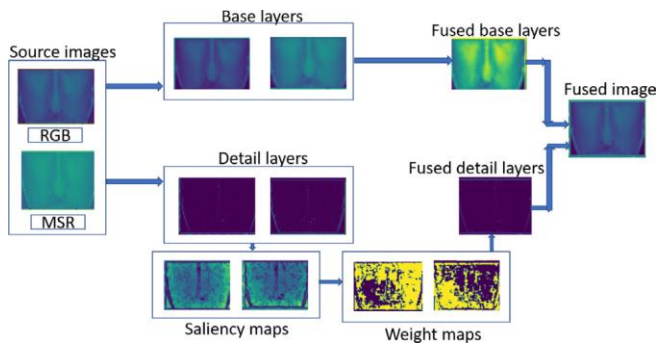 Base layers
Fused base layers
Source images
Fused image
RGB
Detail layers
Fused detail layers
MSR
Saliency maps
Weight maps